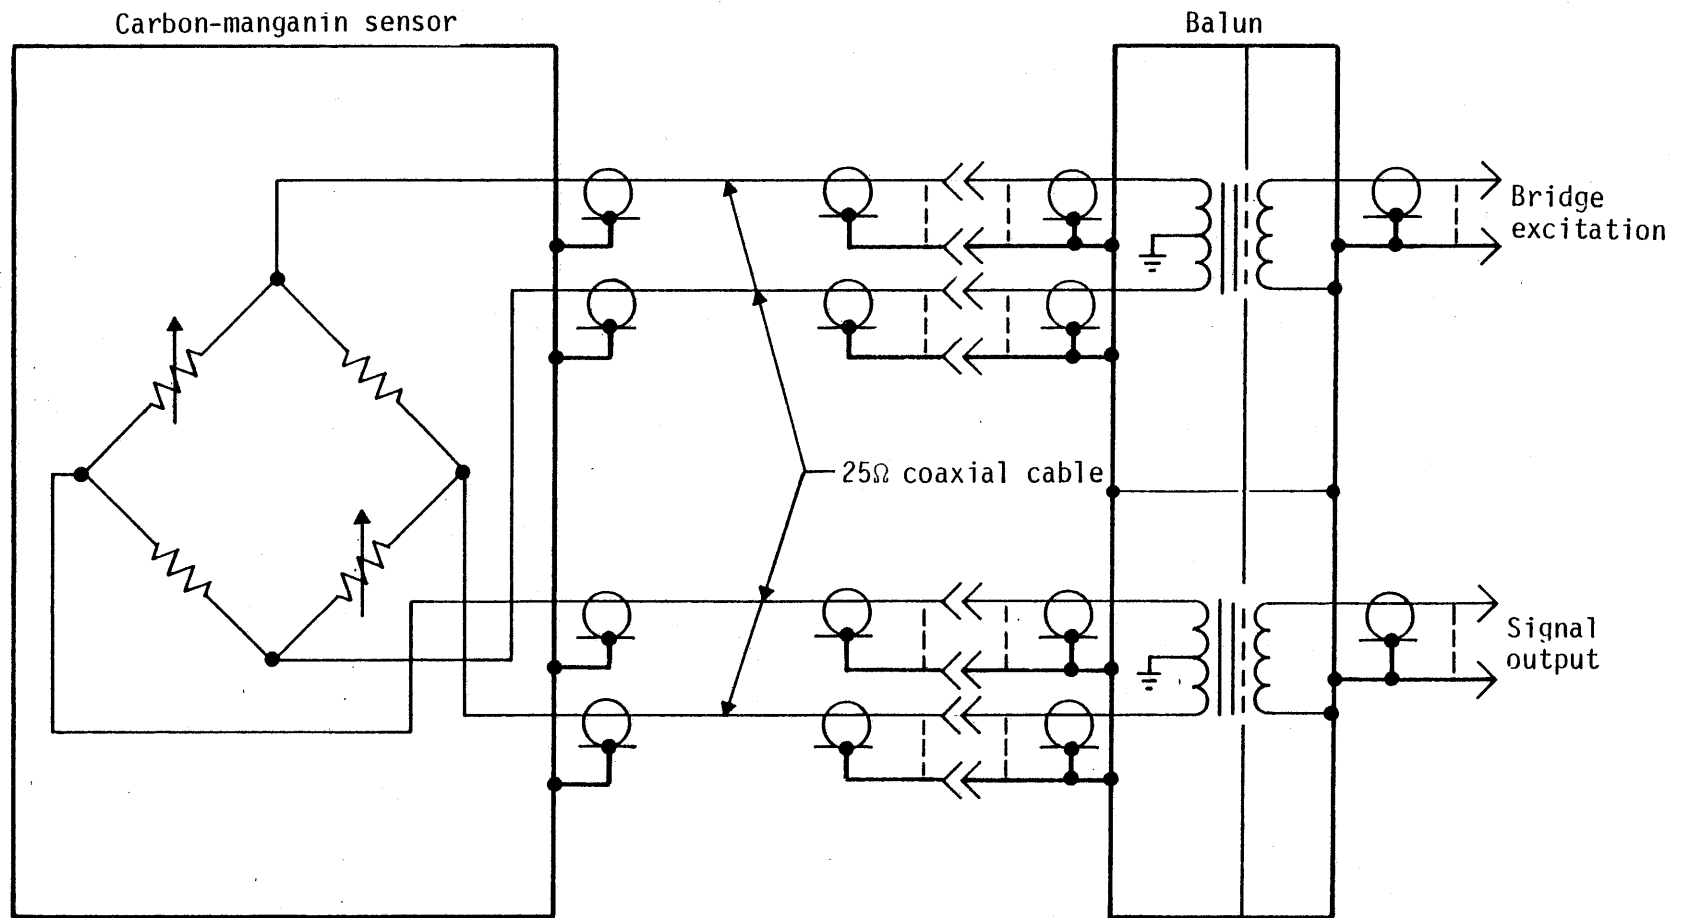 Carbon-manganin sensor
Balun
Bridge
excitation
25Ω coaxial cable
Signal
output